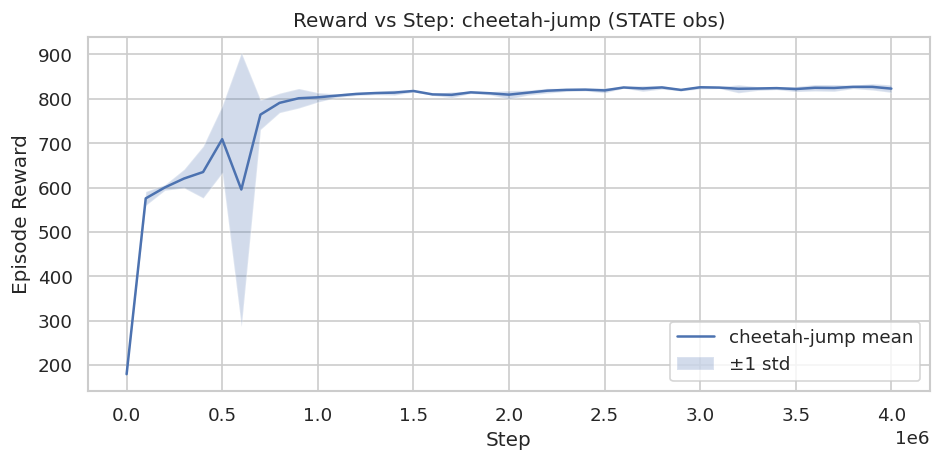 Reward vs Step: cheetah-jump (STATE obs)
Episode Reward
900
800
700
600
500
400
300
200
cheetah-jump mean
±1 std
0.0 0.5 1.0 1.5 2.0 2.5 3.0 3.5 4.0
1e6
Step